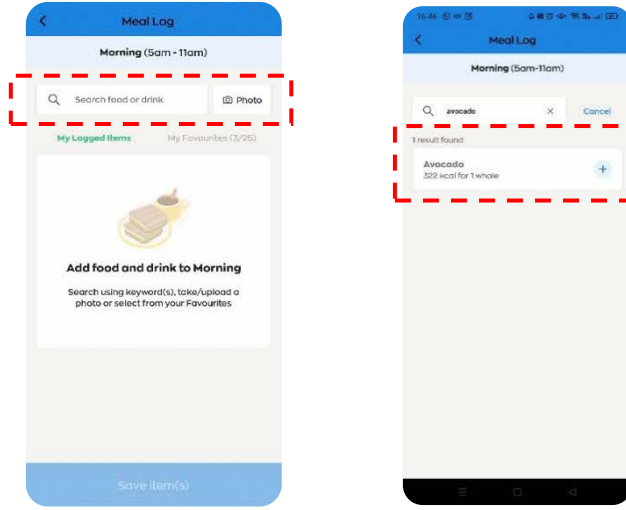 Meal Log
Morning (5am - 11am)
Search food or drink
Photo
My Logged Items
My Favourites (3/25)
Add food and drink to Morning
Search using keyword(s), take/upload a
photo or select from your Favourites
Save item(s)
16:46
Meal Log
Morning (5am-11am)
avocado
Cancel
1 result found
Avocado
322 kcal for 1 whole